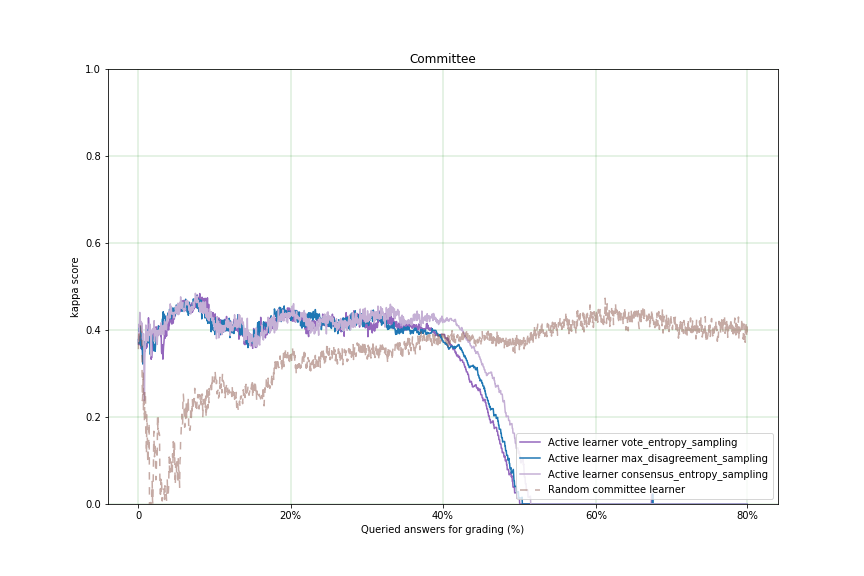 Committee
1.0
0.8
0.6
0.4
0.2
0.0
kappa score
0
20%
40%
60%
80%
Queried answers for grading (%)
Active learner vote_entropy_sampling
Active learner max_disagreement_sampling
Active learner consensus_entropy_sampling
Random committee learner